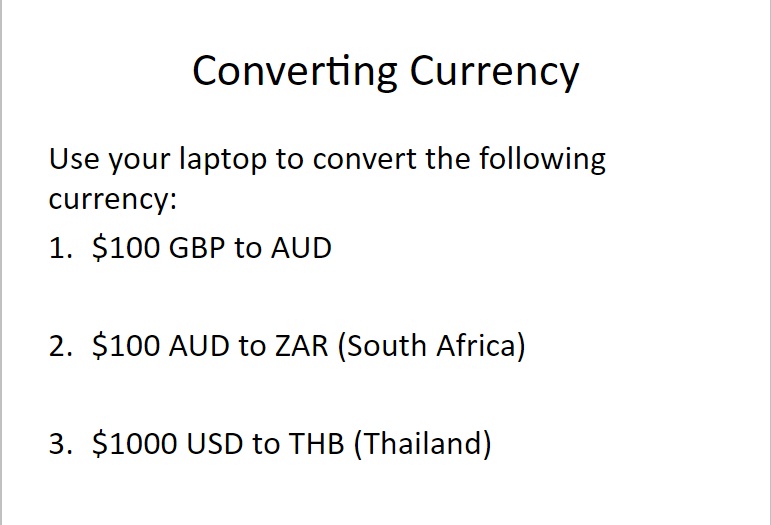 Converting Currency
Use your laptop to convert the following
currency:
1. $100 GBP to AUD
2. $100 AUD to ZAR (South Africa)
3. $1000 USD to THB (Thailand)